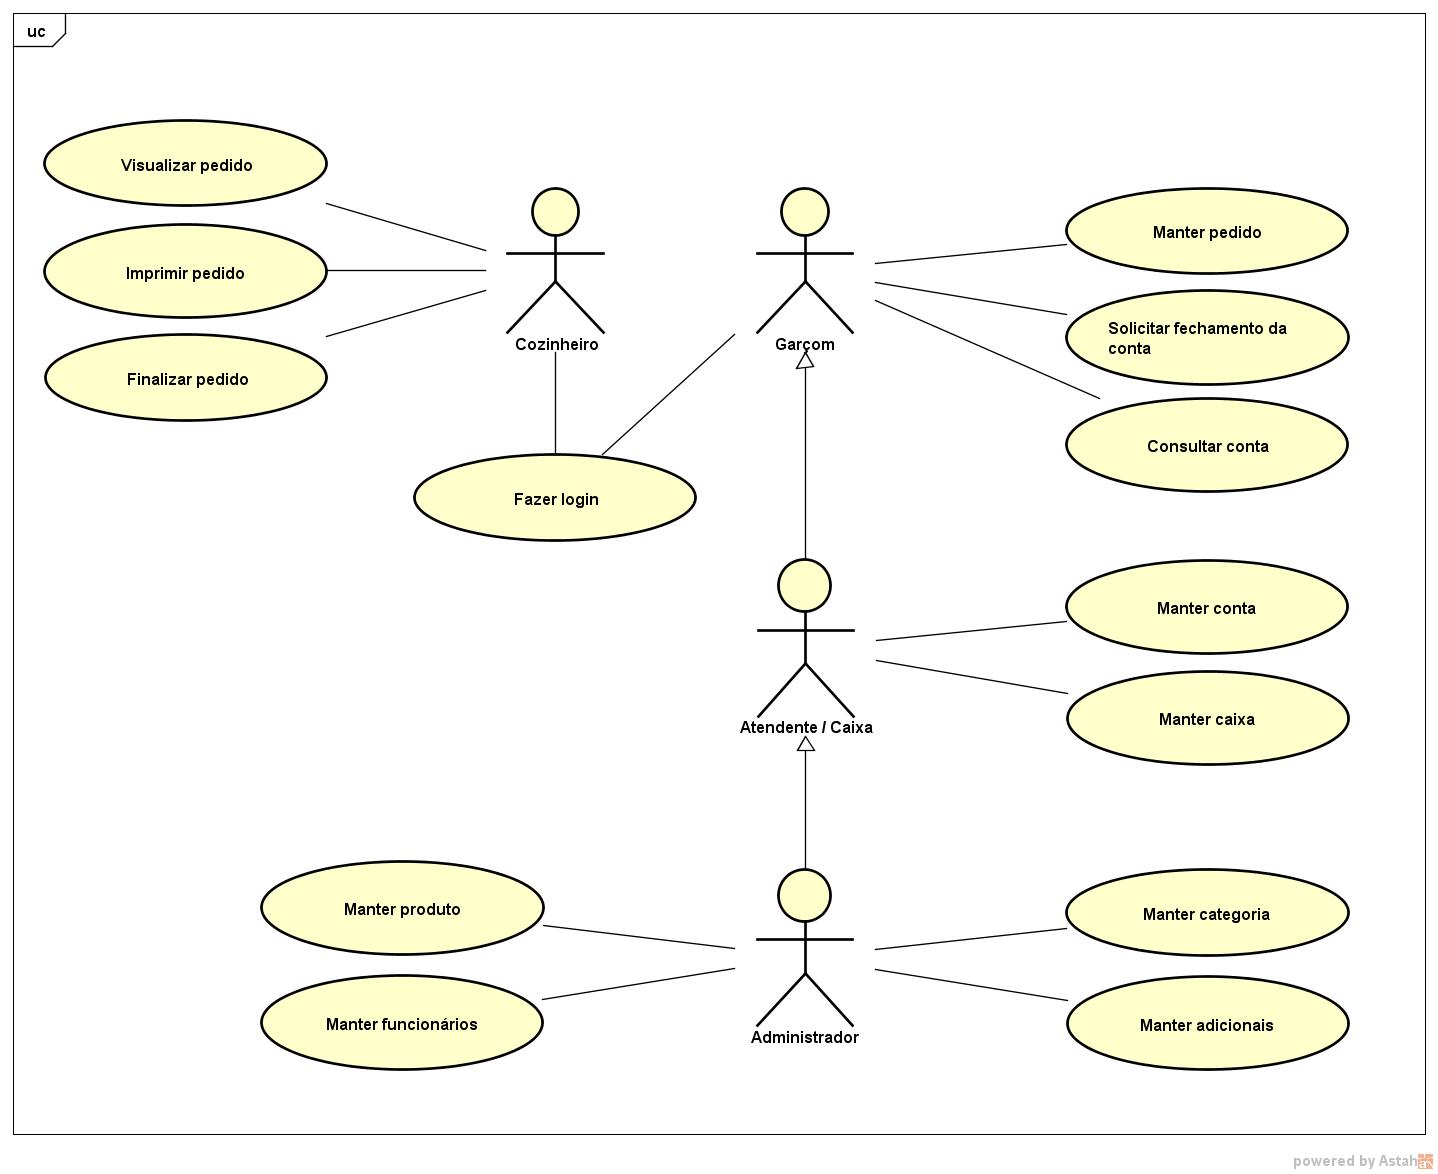 uc
Visualizar pedido
Imprimir pedido
Finalizar pedido
Cozinheiro
Garçom
Manter pedido
Solicitar fechamento da
conta
Consultar conta
Fazer login
Manter conta
Manter caixa
Atendente / Caixa
Manter produto
Manter funcionários
Administrador
Manter categoria
Manter adicionais
powered by Astah